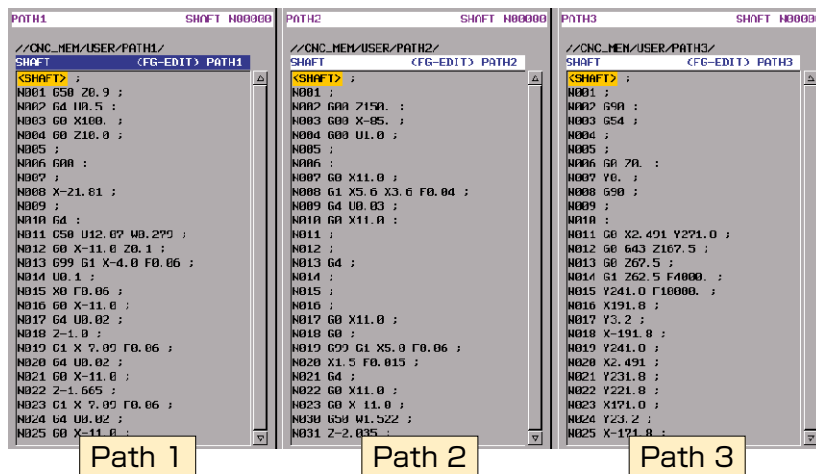 PATH1 SHAFT N00000
//CNC_MEM/USER/PATH1/
SHAFT (FG-EDIT) PATH1
<SHAFT> ;
N001 G50 Z0.9 ;
N002 G4 U0.5 ;
N003 G0 X100. ;
N004 G0 Z10.0 ;
N005 ;
N006 G00 ;
N007 ;
N008 X-21.81 ;
N009 ;
N010 G4 ;
N011 G50 U12.07 W0.279 ;
N012 G0 X-11.0 Z0.1 ;
N013 G99 G1 X-4.0 F0.06 ;
N014 U0.1 ;
N015 X0 F0.06 ;
N016 G0 X-11.0 ;
N017 G4 U0.02 ;
N018 Z-1.0 ;
N019 G1 X-7.09 F0.06 ;
N020 G4 U0.02 ;
N021 G0 X-11.0 ;
N022 Z-1.665 ;
N023 G1 X-7.09 F0.06 ;
N024 G4 U0.02 ;
N025 G0 X-11.0 ;
Path 1
PATH2 SHAFT N00000
//CNC_MEM/USER/PATH2/
SHAFT (FG-EDIT) PATH2
<SHAFT> ;
N001 ;
N002 G00 Z150. ;
N003 G00 X-85. ;
N004 G00 U1.0 ;
N005 ;
N006 ;
N007 G0 X11.0 ;
N008 G1 X5.6 X3.6 F0.04 ;
N009 G4 U0.03 ;
N010 G0 X11.0 ;
N011 ;
N012 ;
N013 G4 ;
N014 ;
N015 ;
N016 ;
N017 G0 X11.0 ;
N018 G0 ;
N019 G99 G1 X5.0 F0.06 ;
N020 X1.5 F0.015 ;
N021 G4 ;
N022 G0 X11.0 ;
N023 G0 X 11.0 ;
N030 G50 W1.522 ;
N031 Z-2.035 ;
Path 2
PATH3 SHAFT N0000
//CNC_MEM/USER/PATH3/
SHAFT (FG-EDIT) PATH3
<SHAFT> ;
N001 ;
N002 G90 ;
N003 G54 ;
N004 ;
N005 ;
N006 G0 Z0. ;
N007 Y0. ;
N008 G90 ;
N009 ;
N010 ;
N011 G0 X2.491 Y271.0 ;
N012 G0 G43 Z167.5 ;
N013 G0 Z67.5 ;
N014 G1 Z62.5 F4000. ;
N015 Y241.0 F10000. ;
N016 X191.8 ;
N017 Y3.2 ;
N018 X-191.8 ;
N019 Y241.0 ;
N020 X2.491 ;
N021 Y231.8 ;
N022 Y221.8 ;
N023 X171.0 ;
N024 Y23.2 ;
N025 X-171.8 ;
Path 3